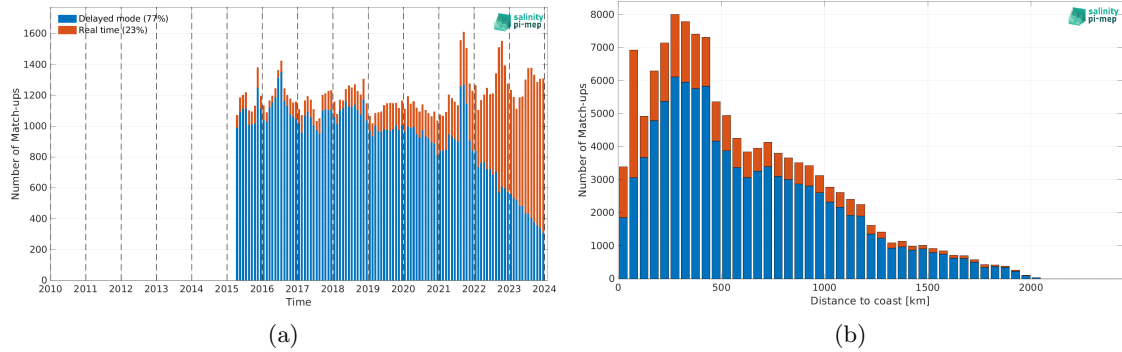 Delayed mode (77%)
Real time (23%)
salinity
pi-mep
1600
1400
1200
1000
800
600
400
200
0
Number of Match-ups
2010 2011 2012 2013 2014 2015 2016 2017 2018 2019 2020 2021 2022 2023 2024
Time
(a)
salinity
pi-mep
8000
7000
6000
5000
4000
3000
2000
1000
0
Number of Match-ups
0 500 1000 1500 2000
Distance to coast [km]
(b)